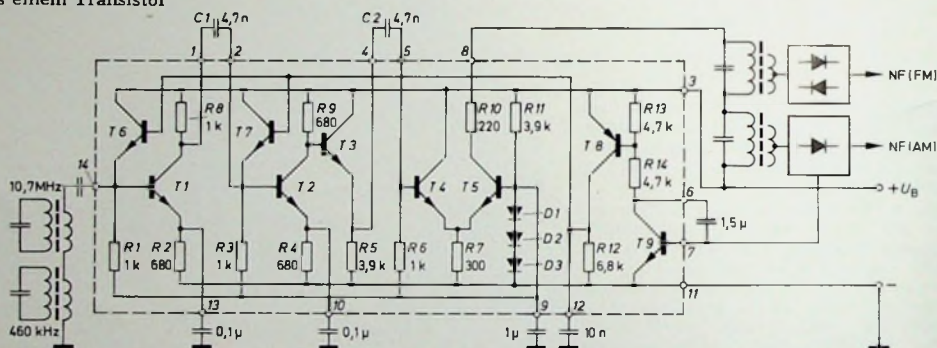 s einem Transistor
C1 4,7n C2 4,7n
1 2 4 5 8
3
R8 1k R9 680 R10 220 R11 3,9k R13 4,7k
T6 T7 T3 T8
R14 4,7k
NF(FM)
NF(AM)
14 T1 T2 T4 T5
10,7MHz
6 +UB
D1
D2
D3
1,5µ
R1 1k R2 680 R3 1k R4 680 R5 3,9k R6 1k R7 300 R12 6,8k T9 7
11 -
13 10 9 12
460 kHz 0,1µ 0,1µ 1µ 10n